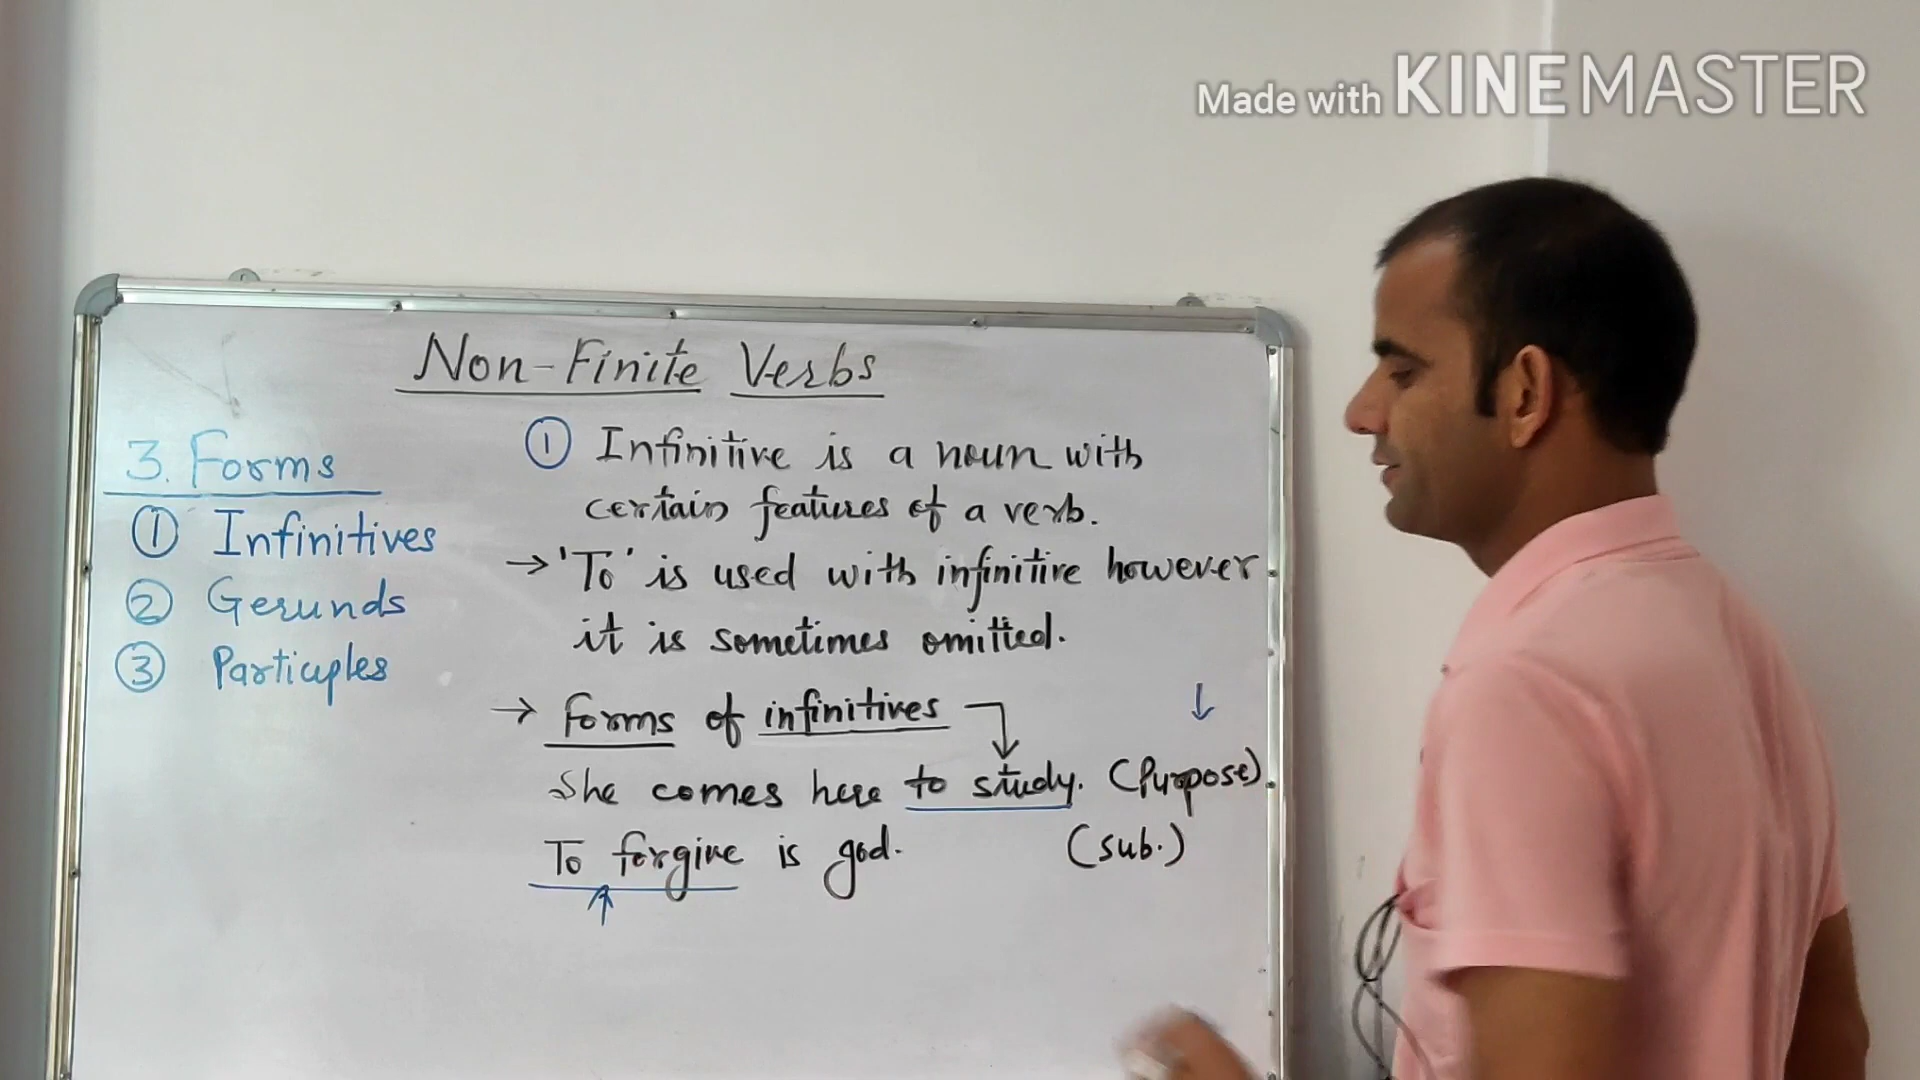 Made with KINEMASTER
Non-Finite Verbs
3. Forms
① Infinitives
② Gerunds
③ Participles
① Infinitive is a noun with
certain features of a verb.
→ 'To' is used with infinitive however
it is sometimes omitted.
→ Forms of infinitives
She comes here to study. (Purpose).
To forgive is god. (sub.)